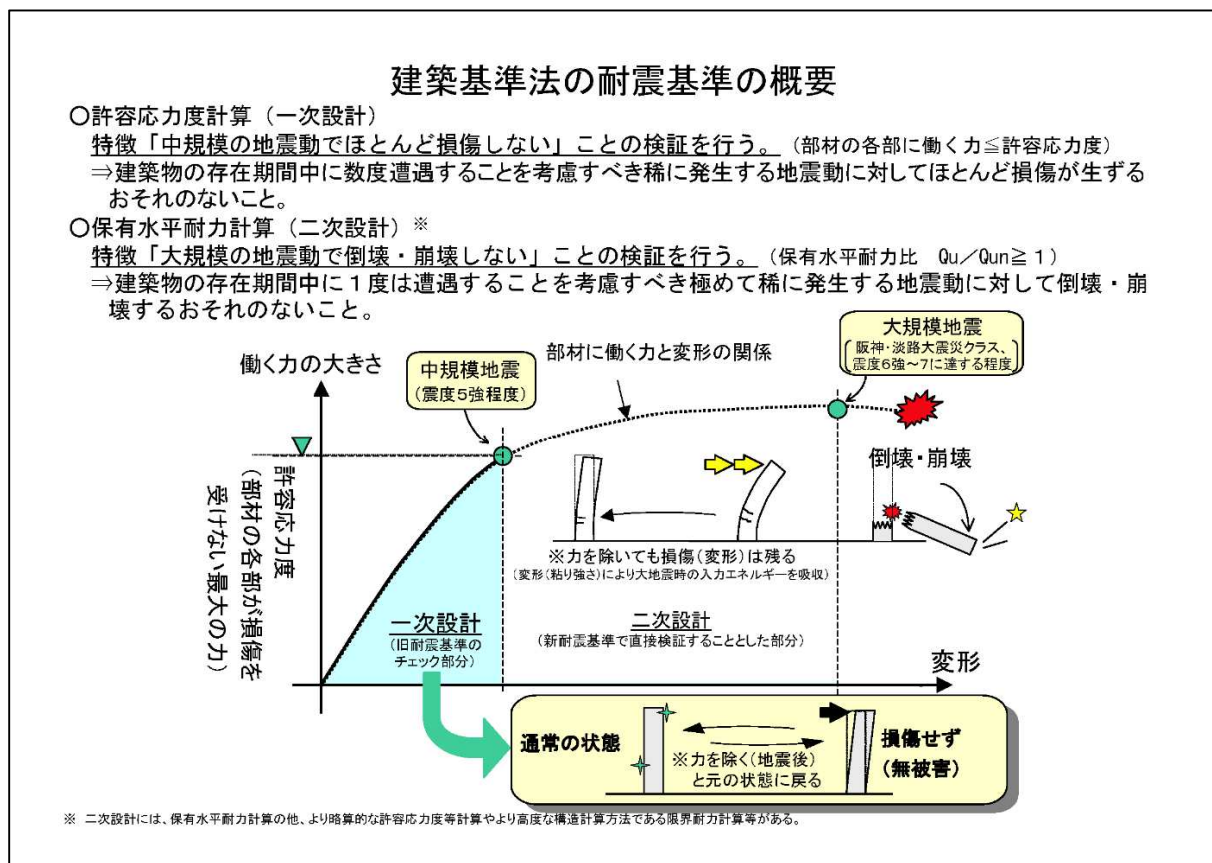 建築基準法の耐震基準の概要
〇許容応力度計算（一次設計）
特徴「中規模の地震動でほとんど損傷しない」ことの検証を行う。（部材の各部に働く力≦許容応力度）
⇒建築物の存在期間中に数度遭遇することを考慮すべき稀に発生する地震動に対してほとんど損傷が生ずる
おそれのないこと。
〇保有水平耐力計算（二次設計）※
特徴「大規模の地震動で倒壊・崩壊しない」ことの検証を行う。（保有水平耐力比　Qu／Qun≧１）
⇒建築物の存在期間中に１度は遭遇することを考慮すべき極めて稀に発生する地震動に対して倒壊・崩
壊するおそれのないこと。
働く力の大きさ
中規模地震
（震度５強程度）
部材に働く力と変形の関係
大規模地震
阪神・淡路大震災クラス、
震度６強～７に達する程度
許容応力度
（部材の各部が損傷を
受けない最大の力）
倒壊・崩壊
※力を除いても損傷（変形）は残る
（変形（粘り強さ）により大地震時の入力エネルギーを吸収）
一次設計
（旧耐震基準の
チェック部分）
二次設計
（新耐震基準で直接検証することとした部分）
変形
通常の状態
※力を除く（地震後）
と元の状態に戻る
損傷せず
（無被害）
※ 二次設計には、保有水平耐力計算の他、より略算的な許容応力度等計算やより高度な構造計算方法である限界耐力計算等がある。